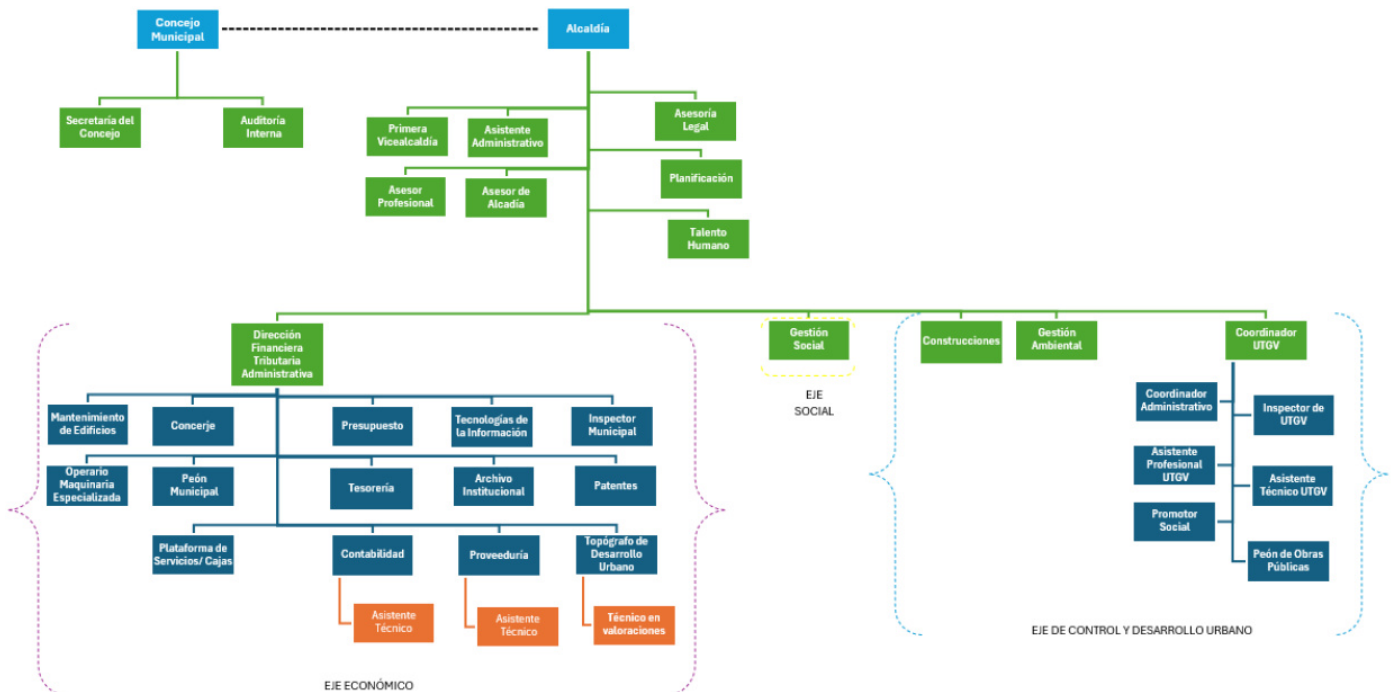 Concejo
Municipal
Alcaldía
Secretaría del
Concejo
Auditoría
Interna
Primera
Vicealcaldía
Asistente
Administrativo
Asesoría
Legal
Asesor
Profesional
Asesor de
Alcadía
Planificación
Talento
Humano
Dirección
Financiera
Tributaria
Administrativa
Gestión
Social
Construcciones
Gestión
Ambiental
Coordinador
UTGV
Mantenimiento
de Edificios
Concerje
Presupuesto
Tecnologías de
la Información
Inspector
Municipal
Operario
Maquinaria
Especializada
Peón
Municipal
Tesorería
Archivo
Institucional
Patentes
Plataforma de
Servicios/ Cajas
Contabilidad
Proveeduría
Topógrafo de
Desarrollo
Urbano
Asistente
Técnico
Asistente
Técnico
Técnico en
valoraciones
EJE ECONÓMICO
EJE
SOCIAL
Coordinador
Administrativo
Inspector de
UTGV
Asistente
Profesional
UTGV
Asistente
Técnico UTGV
Promotor
Social
Peón de Obras
Públicas
EJE DE CONTROL Y DESARROLLO URBANO